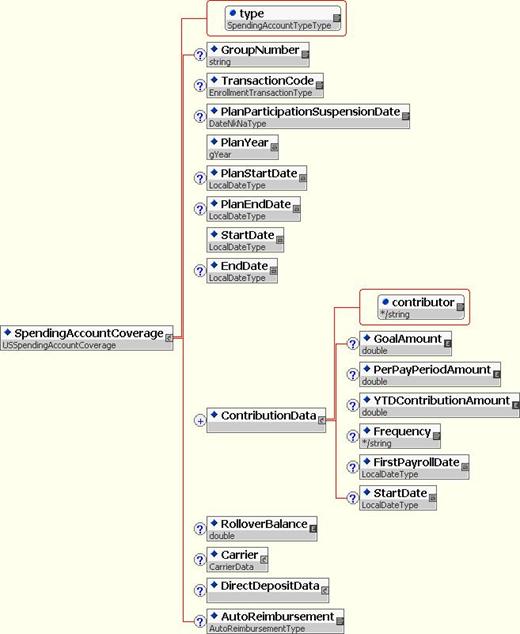 type
SpendingAccountTypeType
GroupNumber
string
TransactionCode
EnrollmentTransactionType
PlanParticipationSuspensionDate
DateNkNaType
PlanYear
gYear
PlanStartDate
LocalDateType
PlanEndDate
LocalDateType
StartDate
LocalDateType
EndDate
LocalDateType
SpendingAccountCoverage
USSpendingAccountCoverage
ContributionData
contributor
*/string
GoalAmount
double
PerPayPeriodAmount
double
YTDContributionAmount
double
Frequency
*/string
FirstPayrollDate
LocalDateType
StartDate
LocalDateType
RolloverBalance
double
Carrier
CarrierData
DirectDepositData
AutoReimbursement
AutoReimbursementType